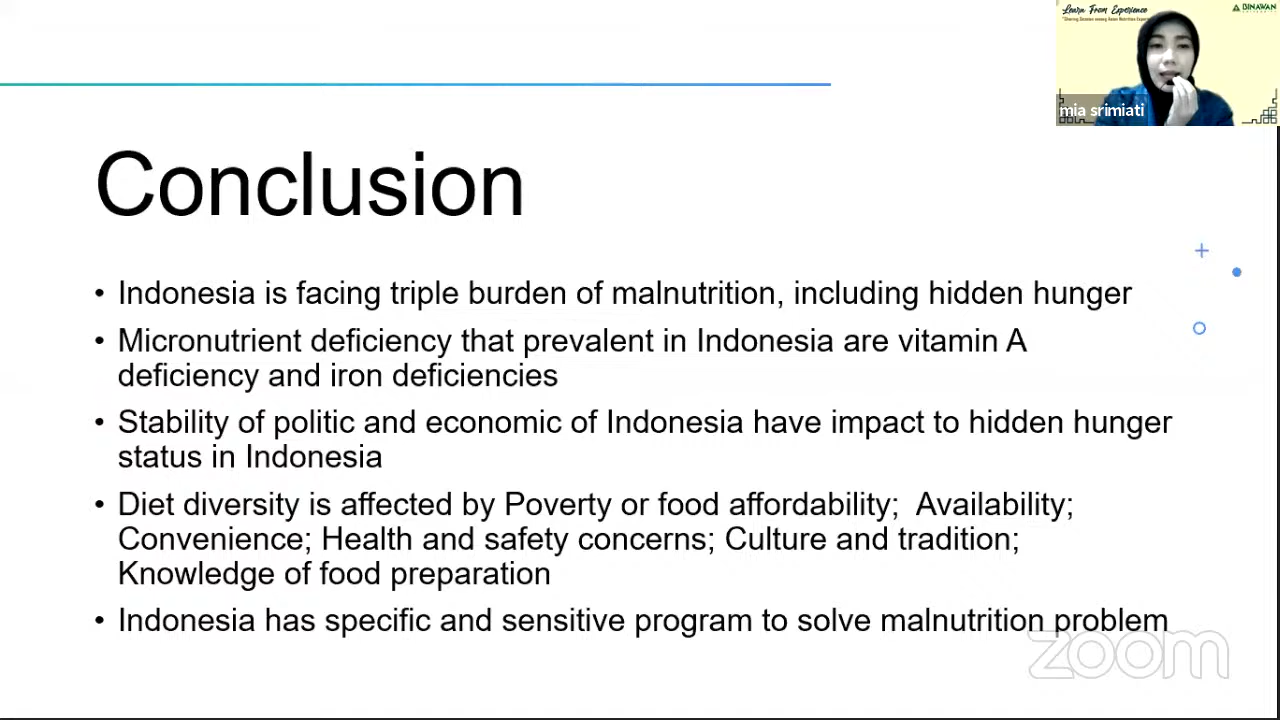 Learn From Experience
BINAWAN
mia srimiati
Conclusion
• Indonesia is facing triple burden of malnutrition, including hidden hunger
• Micronutrient deficiency that prevalent in Indonesia are vitamin A
deficiency and iron deficiencies
• Stability of politic and economic of Indonesia have impact to hidden hunger
status in Indonesia
• Diet diversity is affected by Poverty or food affordability;  Availability;
Convenience; Health and safety concerns; Culture and tradition;
Knowledge of food preparation
• Indonesia has specific and sensitive program to solve malnutrition problem
zoom